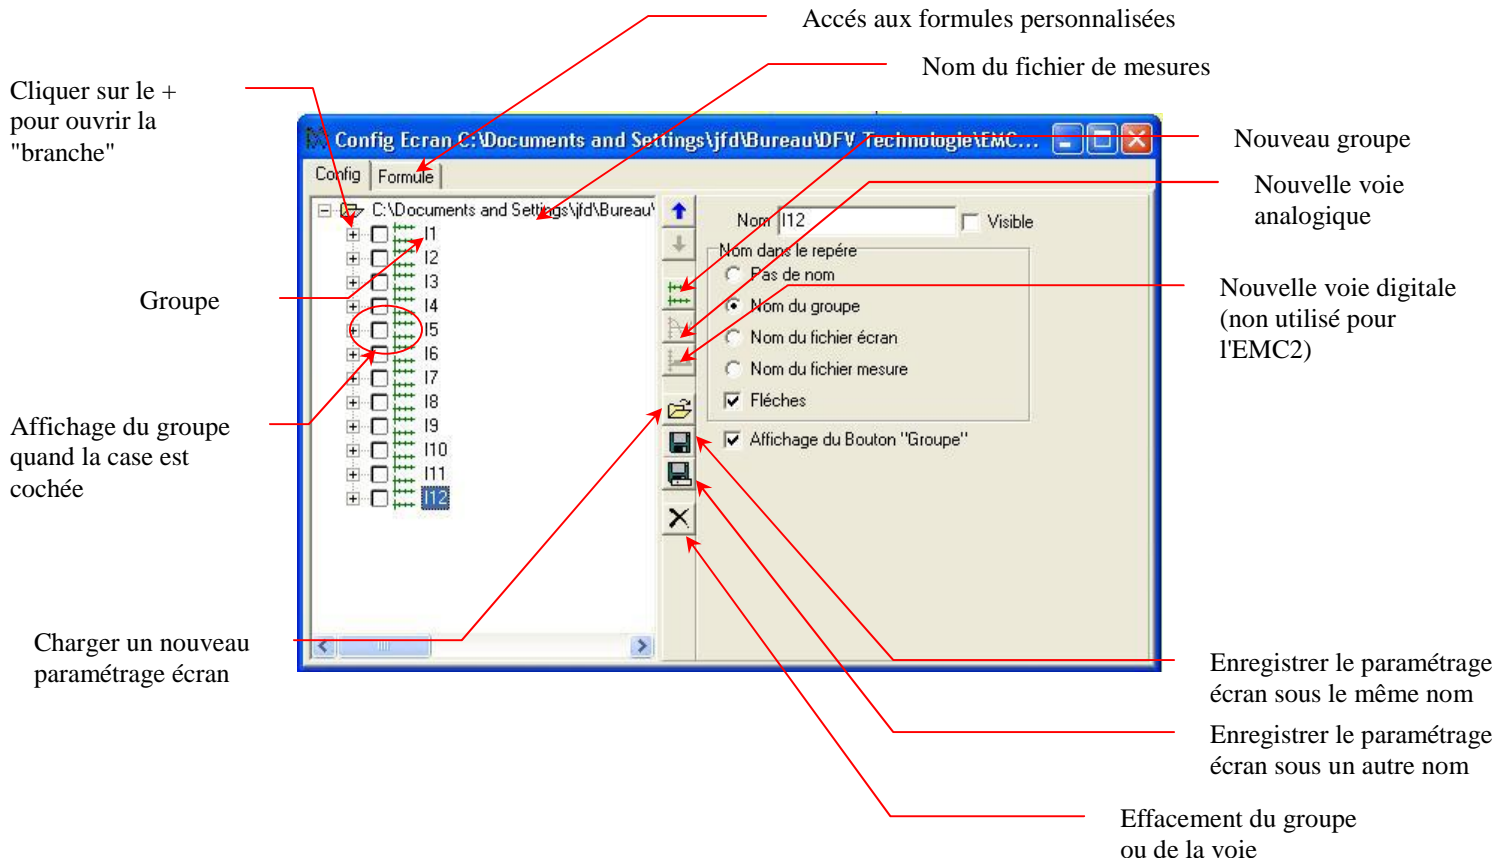 Accés aux formules personnalisées
Nom du fichier de mesures
Cliquer sur le +
pour ouvrir la
"branche"
Config Ecran C:\Documents and Settings\jfd\Bureau\DFV Technologie\EMC...
Nouveau groupe
Config
Formule
Nouvelle voie
analogique
C:\Documents and Settings\jfd\Bureau\
Nom
I12
Visible
I1
I2
I3
I4
I5
I6
I7
I8
I9
I10
I11
I12
Nom dans le repére
Pas de nom
Nom du groupe
Nom du fichier écran
Nom du fichier mesure
Fléches
Affichage du Bouton "Groupe"
Groupe
Nouvelle voie digitale
(non utilisé pour
l'EMC2)
Affichage du groupe
quand la case est
cochée
Charger un nouveau
paramétrage écran
Enregistrer le paramétrage
écran sous le même nom
Enregistrer le paramétrage
écran sous un autre nom
Effacement du groupe
ou de la voie